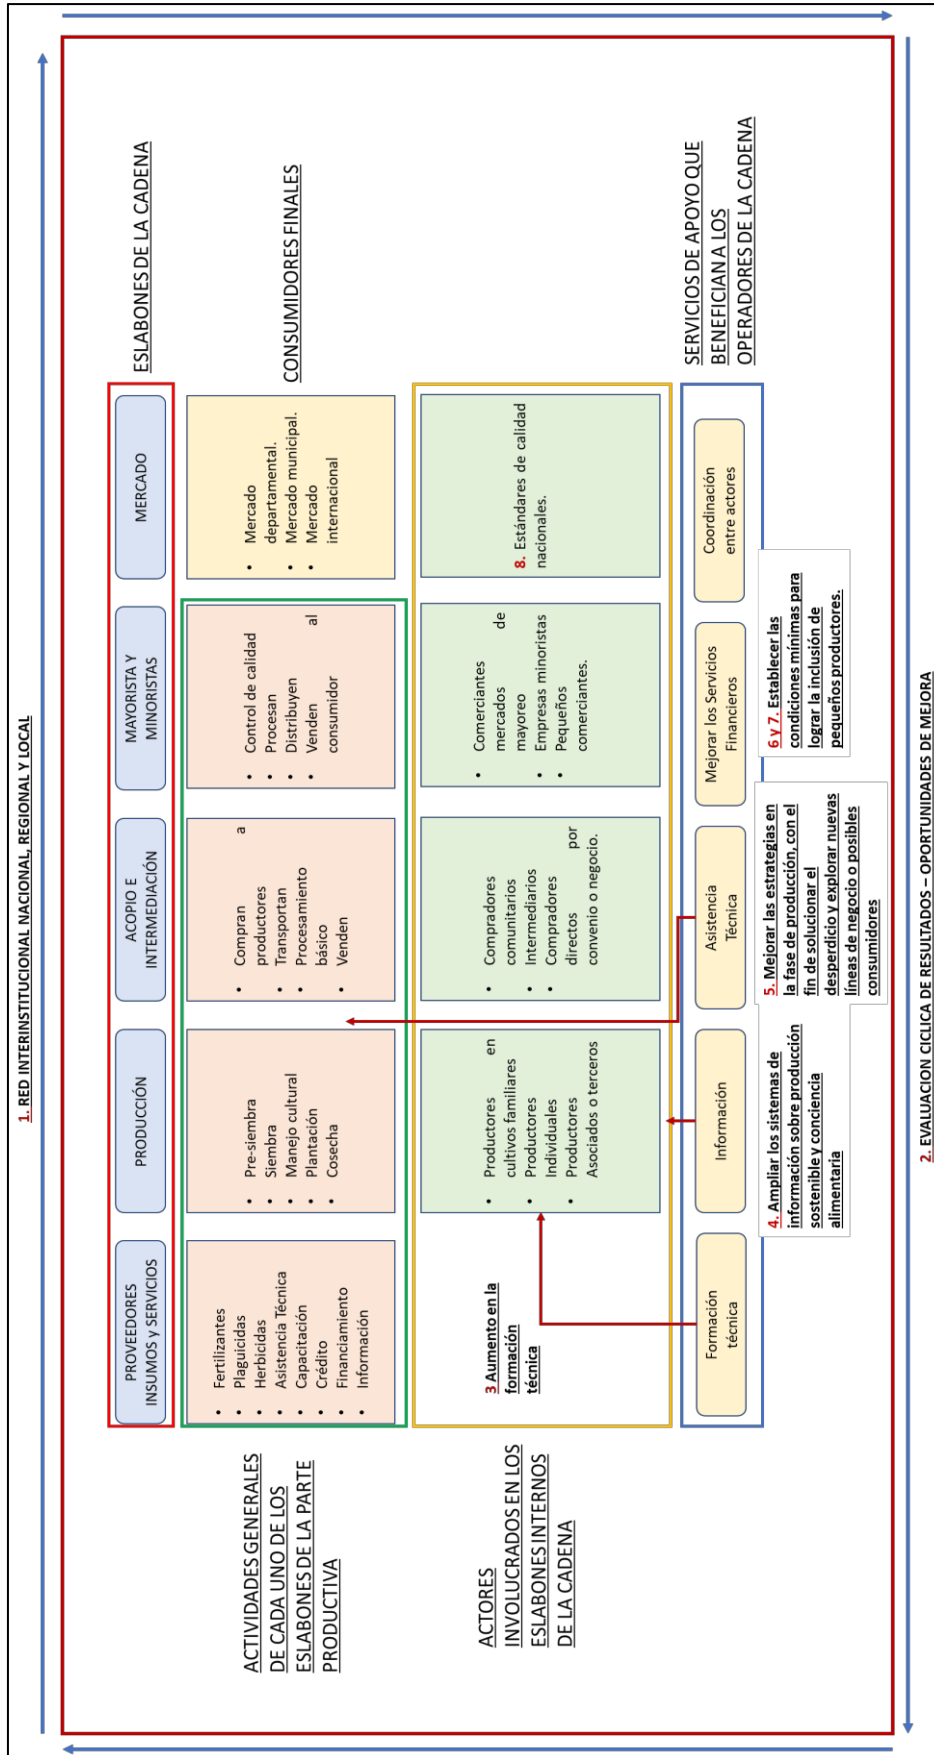 1. RED INTERINSTITUCIONAL NACIONAL, REGIONAL Y LOCAL
ESLABONES DE LA CADENA
PROVEEDORES
INSUMOS y SERVICIOS
PRODUCCIÓN
ACOPIO E
INTERMEDIACIÓN
MAYORISTA Y
MINORISTAS
MERCADO
ACTIVIDADES GENERALES
DE CADA UNO DE LOS
ESLABONES DE LA PARTE
PRODUCTIVA
• Fertilizantes
• Plaguicidas
• Herbicidas
• Asistencia Técnica
• Capacitación
• Crédito
• Financiamiento
• Información
• Pre-siembra
• Siembra
• Manejo cultural
• Plantación
• Cosecha
• Compran a
productores
• Transportan
• Procesamiento
básico
• Venden
• Control de calidad
• Procesan
• Distribuyen
• Venden al
consumidor
• Mercado
departamental.
• Mercado municipal.
• Mercado
internacional
CONSUMIDORES FINALES
ACTORES
INVOLUCRADOS EN LOS
ESLABONES INTERNOS
DE LA CADENA
3 Aumento en la
formación
técnica
• Productores en
cultivos familiares
• Productores
Individuales
• Productores
Asociados o terceros
• Compradores
comunitarios
• Intermediarios
• Compradores
directos por
convenio o negocio.
• Comerciantes de
mercados
mayoreo
• Empresas minoristas
• Pequeños
comerciantes.
8. Estándares de calidad
nacionales.
Formación
técnica
Información
Asistencia
Técnica
Mejorar los Servicios
Financieros
Coordinación
entre actores
SERVICIOS DE APOYO QUE
BENEFICIAN A LOS
OPERADORES DE LA CADENA
4. Ampliar los sistemas de
información sobre producción
sostenible y conciencia
alimentaria
5. Mejorar las estrategias en
la fase de producción, con el
fin de solucionar el
desperdicio y explorar nuevas
líneas de negocio o posibles
consumidores
6 y 7. Establecer las
condiciones mínimas para
lograr la inclusión de
pequeños productores.
2. EVALUACION CICLICA DE RESULTADOS – OPORTUNIDADES DE MEJORA